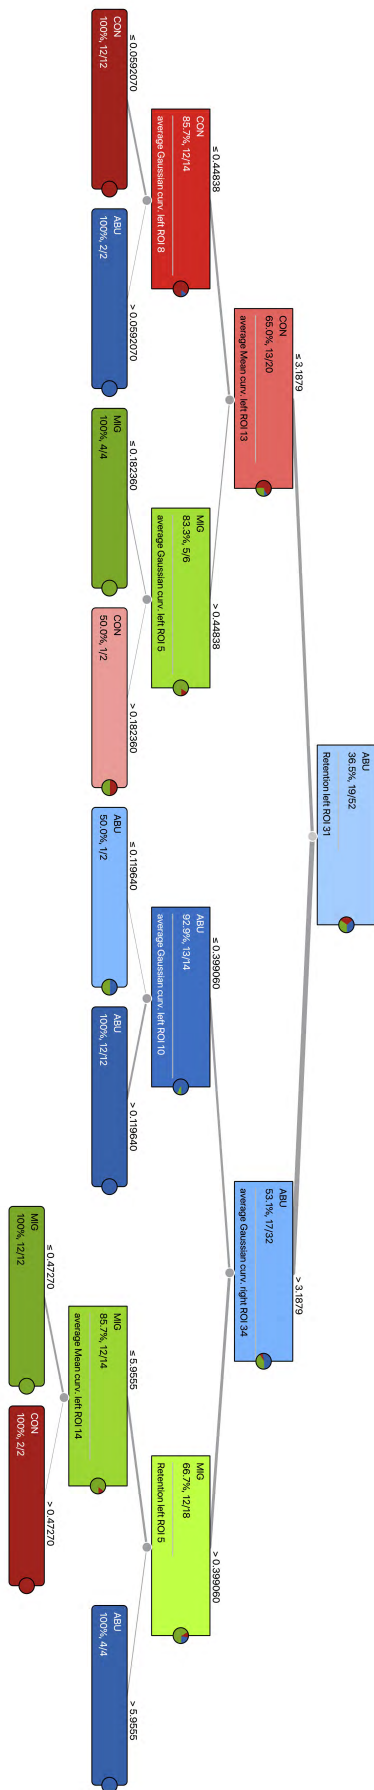 ABU
36.5%, 19/52
Retention left ROI 31
≤ 3.1879
> 3.1879
CON
65.0%, 13/20
average Mean curv. left ROI 13
ABU
53.1%, 17/32
average Gaussian curv. right ROI 34
≤ 0.44838
> 0.44838
≤ 0.399060
> 0.399060
CON
85.7%, 12/14
average Gaussian curv. left ROI 8
MIG
83.3%, 5/6
average Gaussian curv. left ROI 5
ABU
92.9%, 13/14
average Gaussian curv. left ROI 10
MIG
66.7%, 12/18
Retention left ROI 5
≤ 0.0592070
> 0.0592070
≤ 0.182360
> 0.182360
≤ 0.119640
> 0.119640
≤ 5.9555
> 5.9555
CON
100%, 12/12
ABU
100%, 2/2
MIG
100%, 4/4
CON
50.0%, 1/2
ABU
50.0%, 1/2
ABU
100%, 12/12
MIG
85.7%, 12/14
average Mean curv. left ROI 14
ABU
100%, 4/4
≤ 0.47270
> 0.47270
MIG
100%, 12/12
CON
100%, 2/2